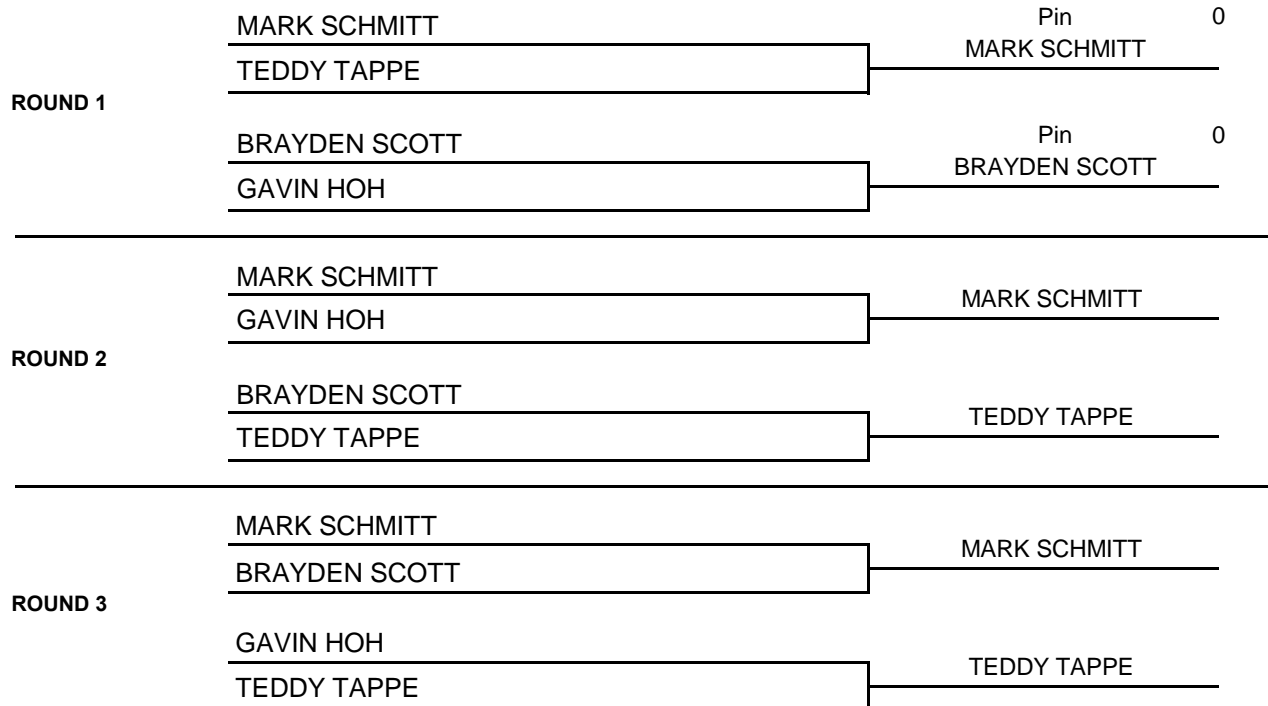 MARK SCHMITT
Pin 0
MARK SCHMITT
TEDDY TAPPE
ROUND 1
BRAYDEN SCOTT
Pin 0
BRAYDEN SCOTT
GAVIN HOH
MARK SCHMITT
MARK SCHMITT
GAVIN HOH
ROUND 2
BRAYDEN SCOTT
TEDDY TAPPE
TEDDY TAPPE
MARK SCHMITT
MARK SCHMITT
BRAYDEN SCOTT
ROUND 3
GAVIN HOH
TEDDY TAPPE
TEDDY TAPPE